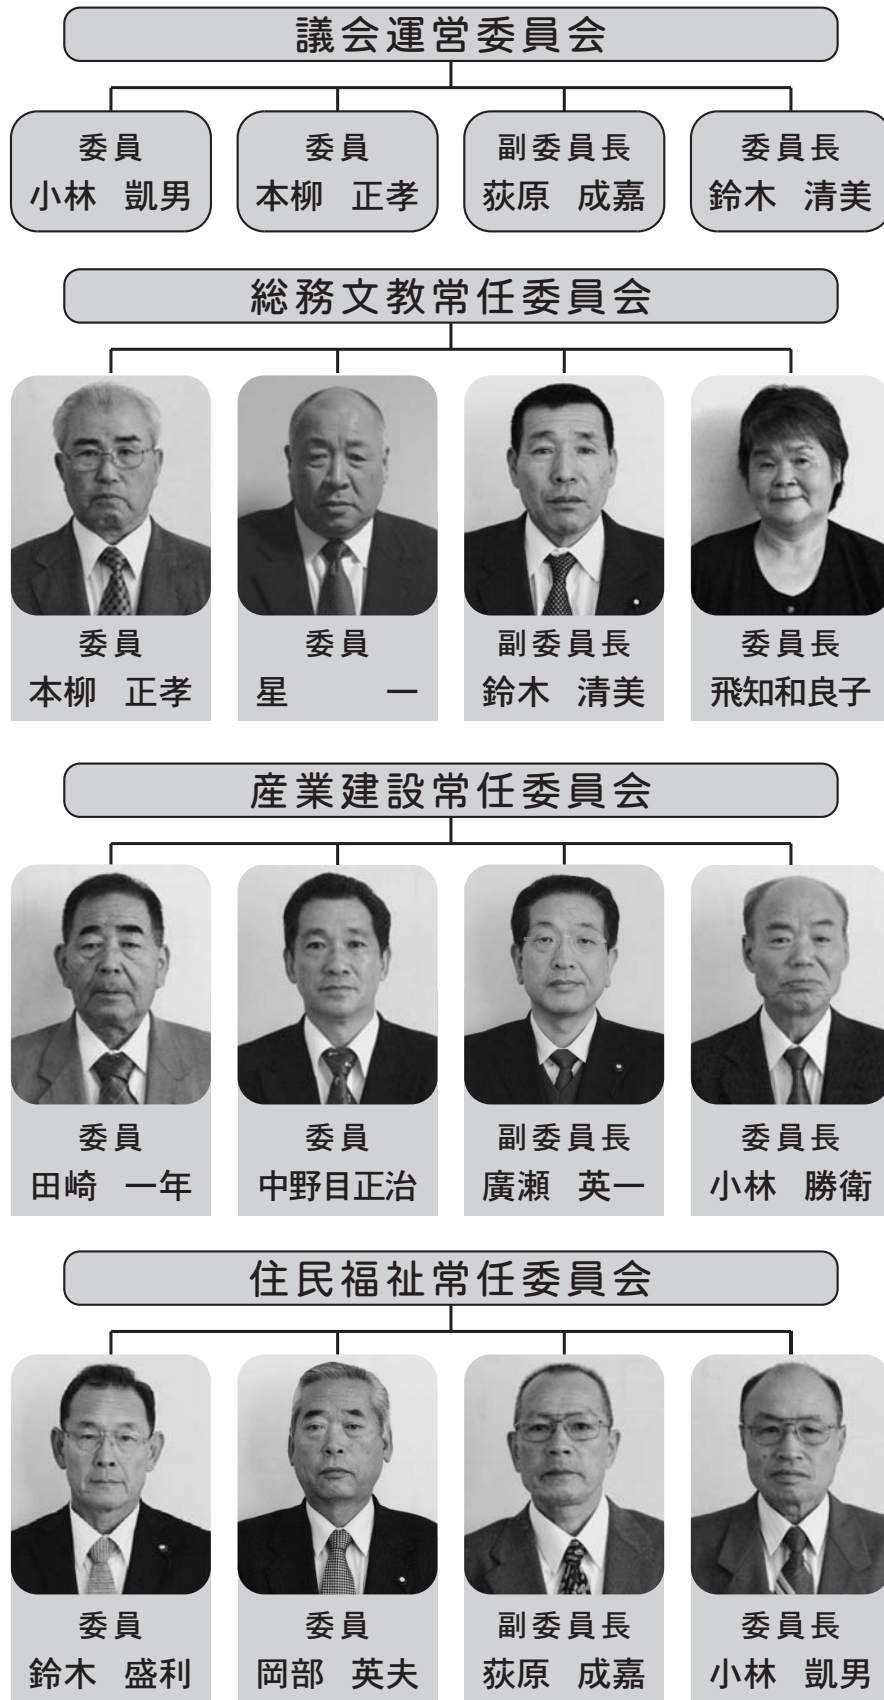 議会運営委員会
委員
小林 凱男
委員
本柳 正孝
副委員長
荻原 成嘉
委員長
鈴木 清美
総務文教常任委員会
委員
本柳 正孝
委員
星 一
副委員長
鈴木 清美
委員長
飛知和良子
産業建設常任委員会
委員
田崎 一年
委員
中野目正治
副委員長
廣瀬 英一
委員長
小林 勝衛
住民福祉常任委員会
委員
鈴木 盛利
委員
岡部 英夫
副委員長
荻原 成嘉
委員長
小林 凱男